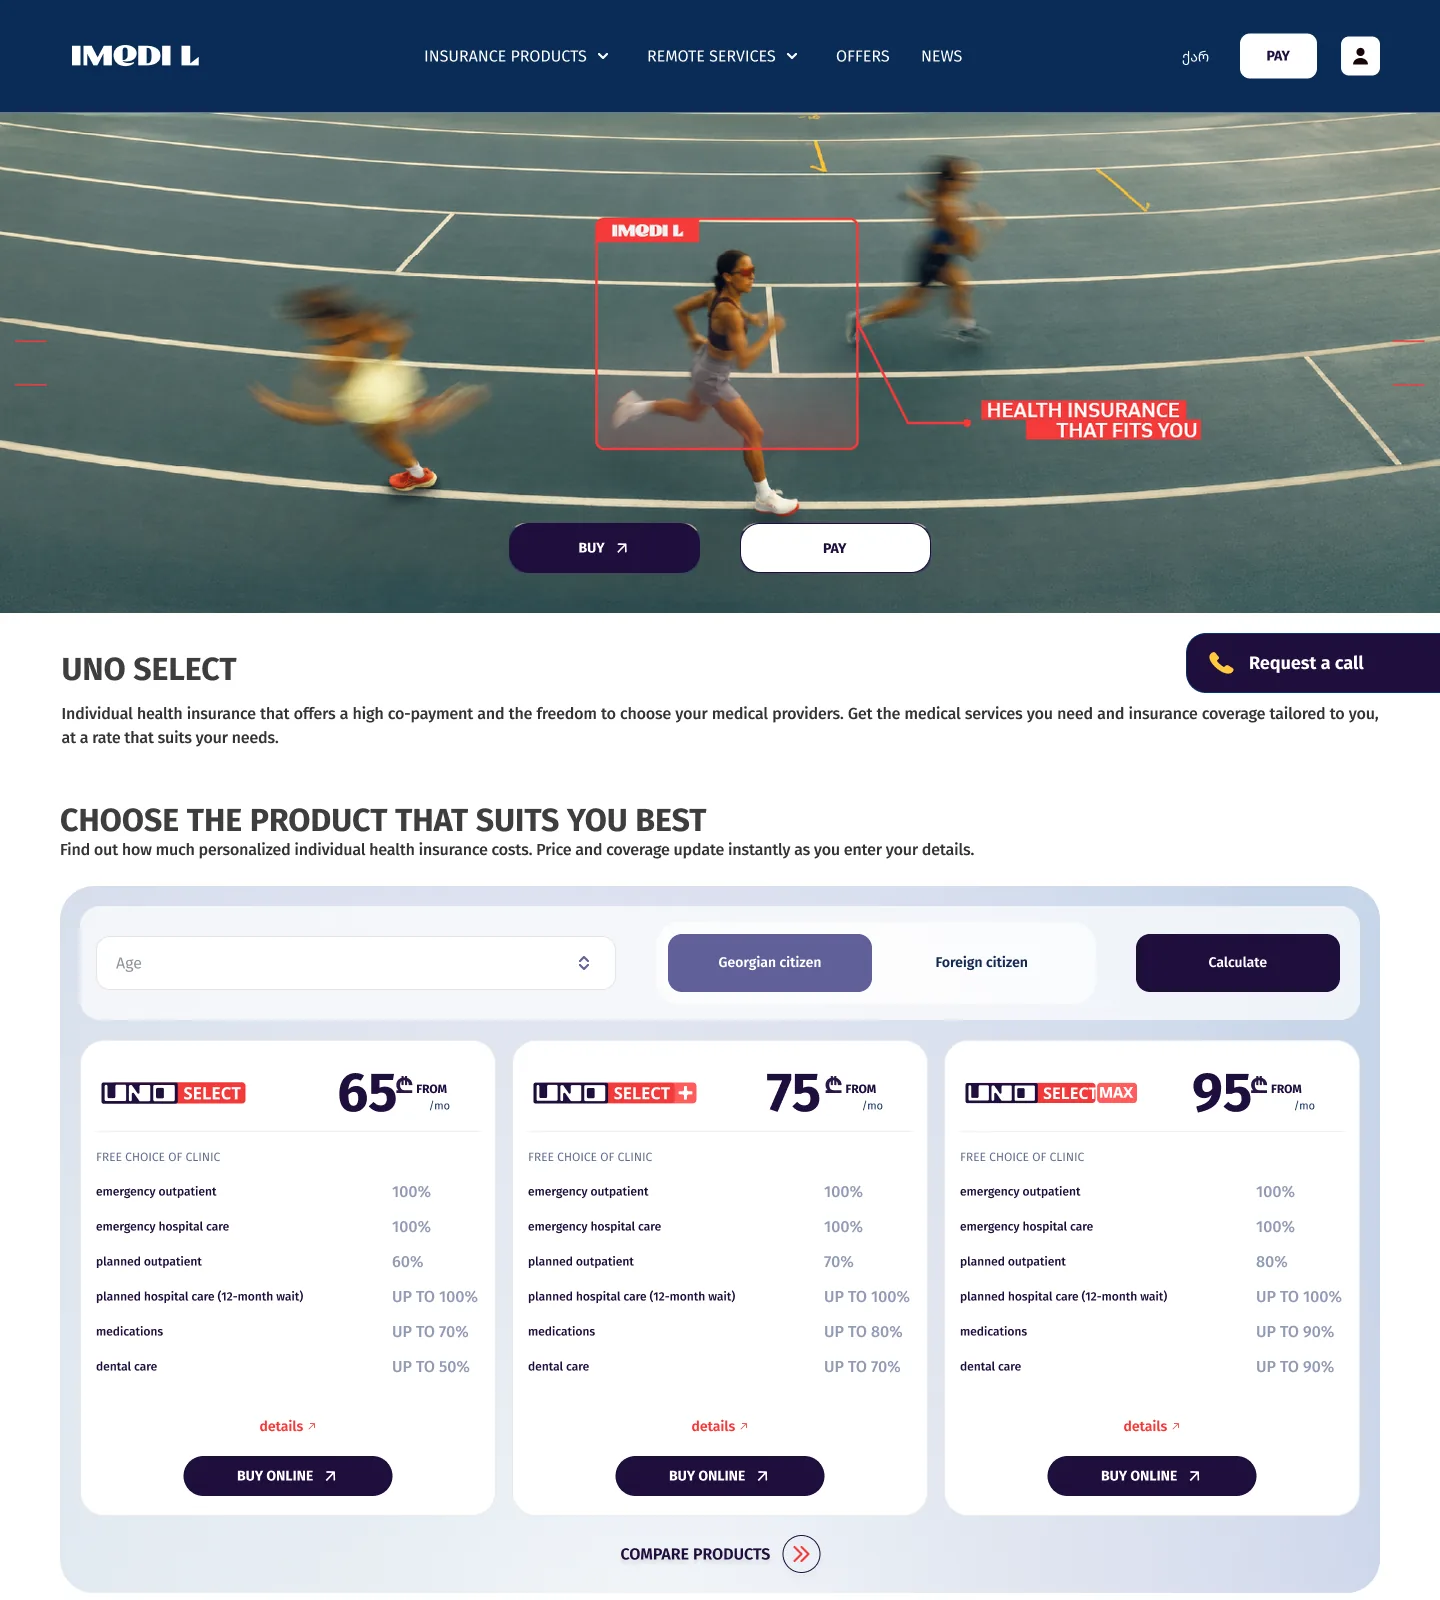 IMEDI L
INSURANCE PRODUCTS
REMOTE SERVICES
OFFERS
NEWS
ქარ
PAY
IMEDI L
HEALTH INSURANCE
THAT FITS YOU
BUY
PAY
Request a call
UNO SELECT
Individual health insurance that offers a high co-payment and the freedom to choose your medical providers. Get the medical services you need and insurance coverage tailored to you,
at a rate that suits your needs.
CHOOSE THE PRODUCT THAT SUITS YOU BEST
Find out how much personalized individual health insurance costs. Price and coverage update instantly as you enter your details.
Age
Georgian citizen
Foreign citizen
Calculate
UNO SELECT
65₾ FROM
/mo
FREE CHOICE OF CLINIC
emergency outpatient 100%
emergency hospital care 100%
planned outpatient 60%
planned hospital care (12-month wait) UP TO 100%
medications UP TO 70%
dental care UP TO 50%
details
BUY ONLINE
UNO SELECT +
75₾ FROM
/mo
FREE CHOICE OF CLINIC
emergency outpatient 100%
emergency hospital care 100%
planned outpatient 70%
planned hospital care (12-month wait) UP TO 100%
medications UP TO 80%
dental care UP TO 70%
details
BUY ONLINE
UNO SELECT MAX
95₾ FROM
/mo
FREE CHOICE OF CLINIC
emergency outpatient 100%
emergency hospital care 100%
planned outpatient 80%
planned hospital care (12-month wait) UP TO 100%
medications UP TO 90%
dental care UP TO 90%
details
BUY ONLINE
COMPARE PRODUCTS